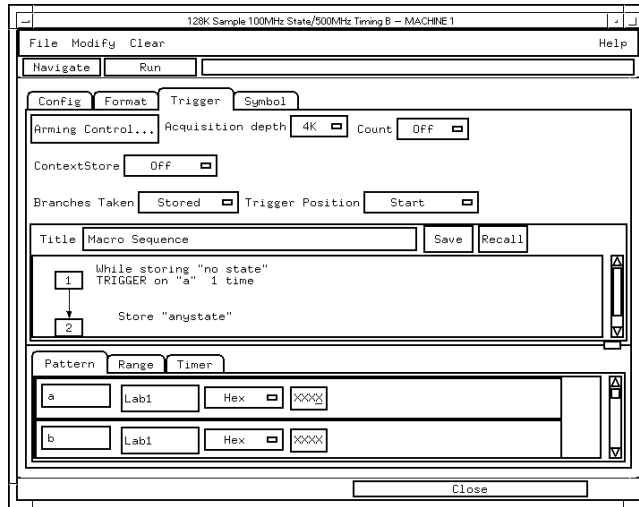 128K Sample 100MHz State/500MHz Timing B — MACHINE 1
File Modify Clear Help
Navigate Run
Config Format Trigger Symbol
Arming Control... Acquisition depth 4K Count Off
ContextStore Off
Branches Taken Stored Trigger Position Start
Title Macro Sequence Save Recall
While storing "no state"
1 TRIGGER on "a" 1 time
Store "anystate"
2
Pattern Range Timer
a Lab1 Hex XXXX
b Lab1 Hex XXXX
Close